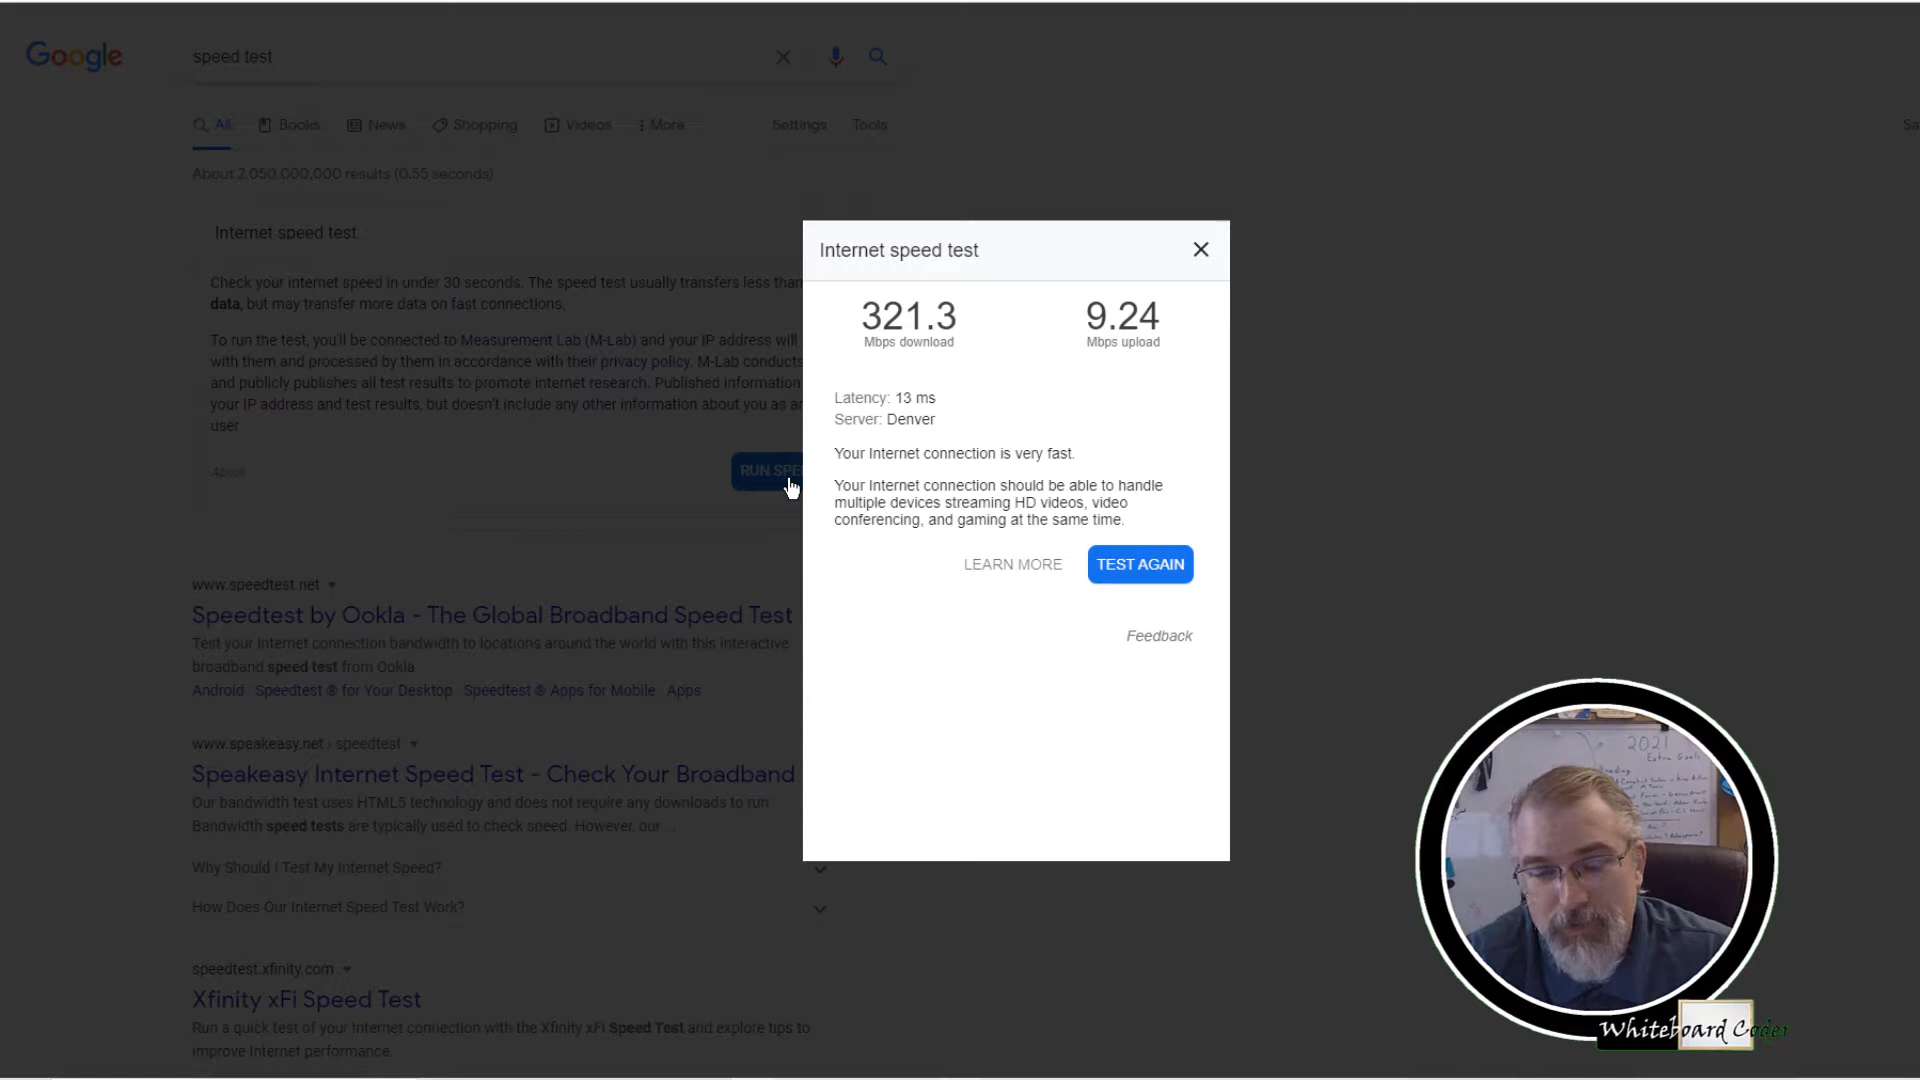 Google
speed test
All Books News Shopping Videos More Settings Tools
Sa
About 2,050,000,000 results (0.55 seconds)
Internet speed test
Check your internet speed in under 30 seconds. The speed test usually transfers less than
data, but may transfer more data on fast connections.
To run the test, you'll be connected to Measurement Lab (M-Lab) and your IP address will
with them and processed by them in accordance with their privacy policy. M-Lab conducts
and publicly publishes all test results to promote internet research. Published information
your IP address and test results, but doesn't include any other information about you as an
user
About
RUN SPE
www.speedtest.net
Speedtest by Ookla - The Global Broadband Speed Test
Test your Internet connection bandwidth to locations around the world with this interactive
broadband speed test from Ookla
Android Speedtest ® for Your Desktop Speedtest ® Apps for Mobile Apps
www.speakeasy.net › speedtest
Speakeasy Internet Speed Test - Check Your Broadband
Our bandwidth test uses HTML5 technology and does not require any downloads to run
Bandwidth speed tests are typically used to check speed. However, our ...
Why Should I Test My Internet Speed?
How Does Our Internet Speed Test Work?
speedtest.xfinity.com
Xfinity xFi Speed Test
Run a quick test of your Internet connection with the Xfinity xFi Speed Test and explore tips to
improve Internet performance.
Internet speed test
321.3 9.24
Mbps download Mbps upload
Latency: 13 ms
Server: Denver
Your Internet connection is very fast.
Your Internet connection should be able to handle
multiple devices streaming HD videos, video
conferencing, and gaming at the same time.
LEARN MORE TEST AGAIN
Feedback
2021
Extra Goals
Reading
Whiteboard Coder